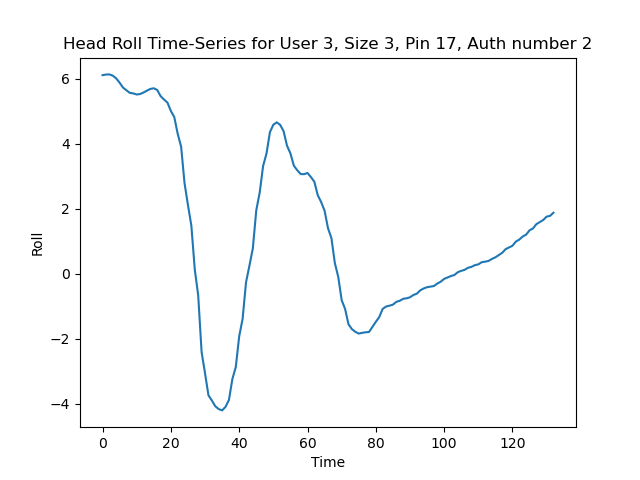 Head Roll Time-Series for User 3, Size 3, Pin 17, Auth number 2
6
4
2
0
−2
−4
Roll
0 20 40 60 80 100 120
Time